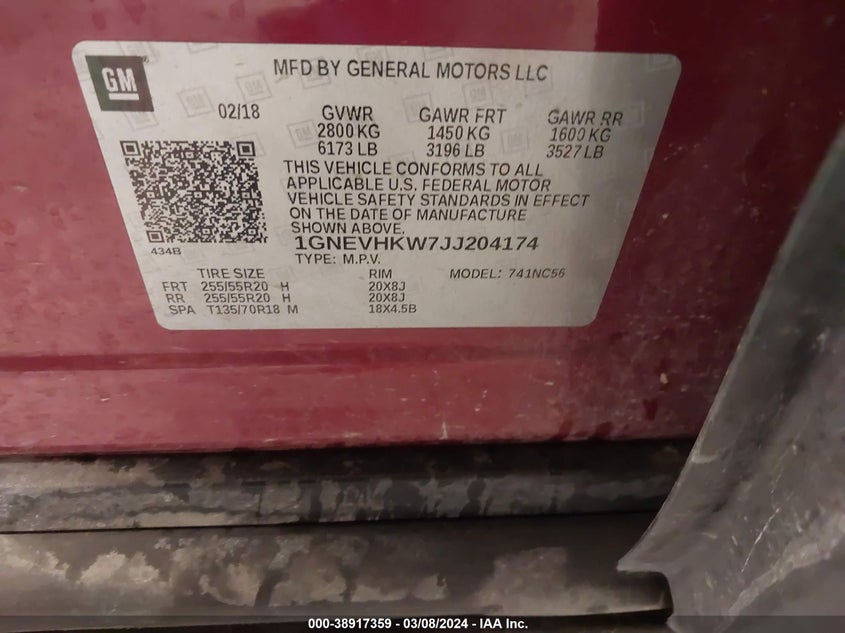 GM
MFD BY GENERAL MOTORS LLC
02/18 GVWR GAWR FRT GAWR RR
2800 KG 1450 KG 1600 KG
6173 LB 3196 LB 3527 LB
THIS VEHICLE CONFORMS TO ALL
APPLICABLE U.S. FEDERAL MOTOR
VEHICLE SAFETY STANDARDS IN EFFECT
ON THE DATE OF MANUFACTURE
SHOWN ABOVE.
434B 1GNEVHKW7JJ204174
TYPE: M.P.V.
TIRE SIZE RIM MODEL: 741NC56
FRT 255/55R20 H 20X8J
RR 255/55R20 H 20X8J
SPA T135/70R18 M 18X4.5B
000-38917359 - 03/08/2024 - IAA Inc.